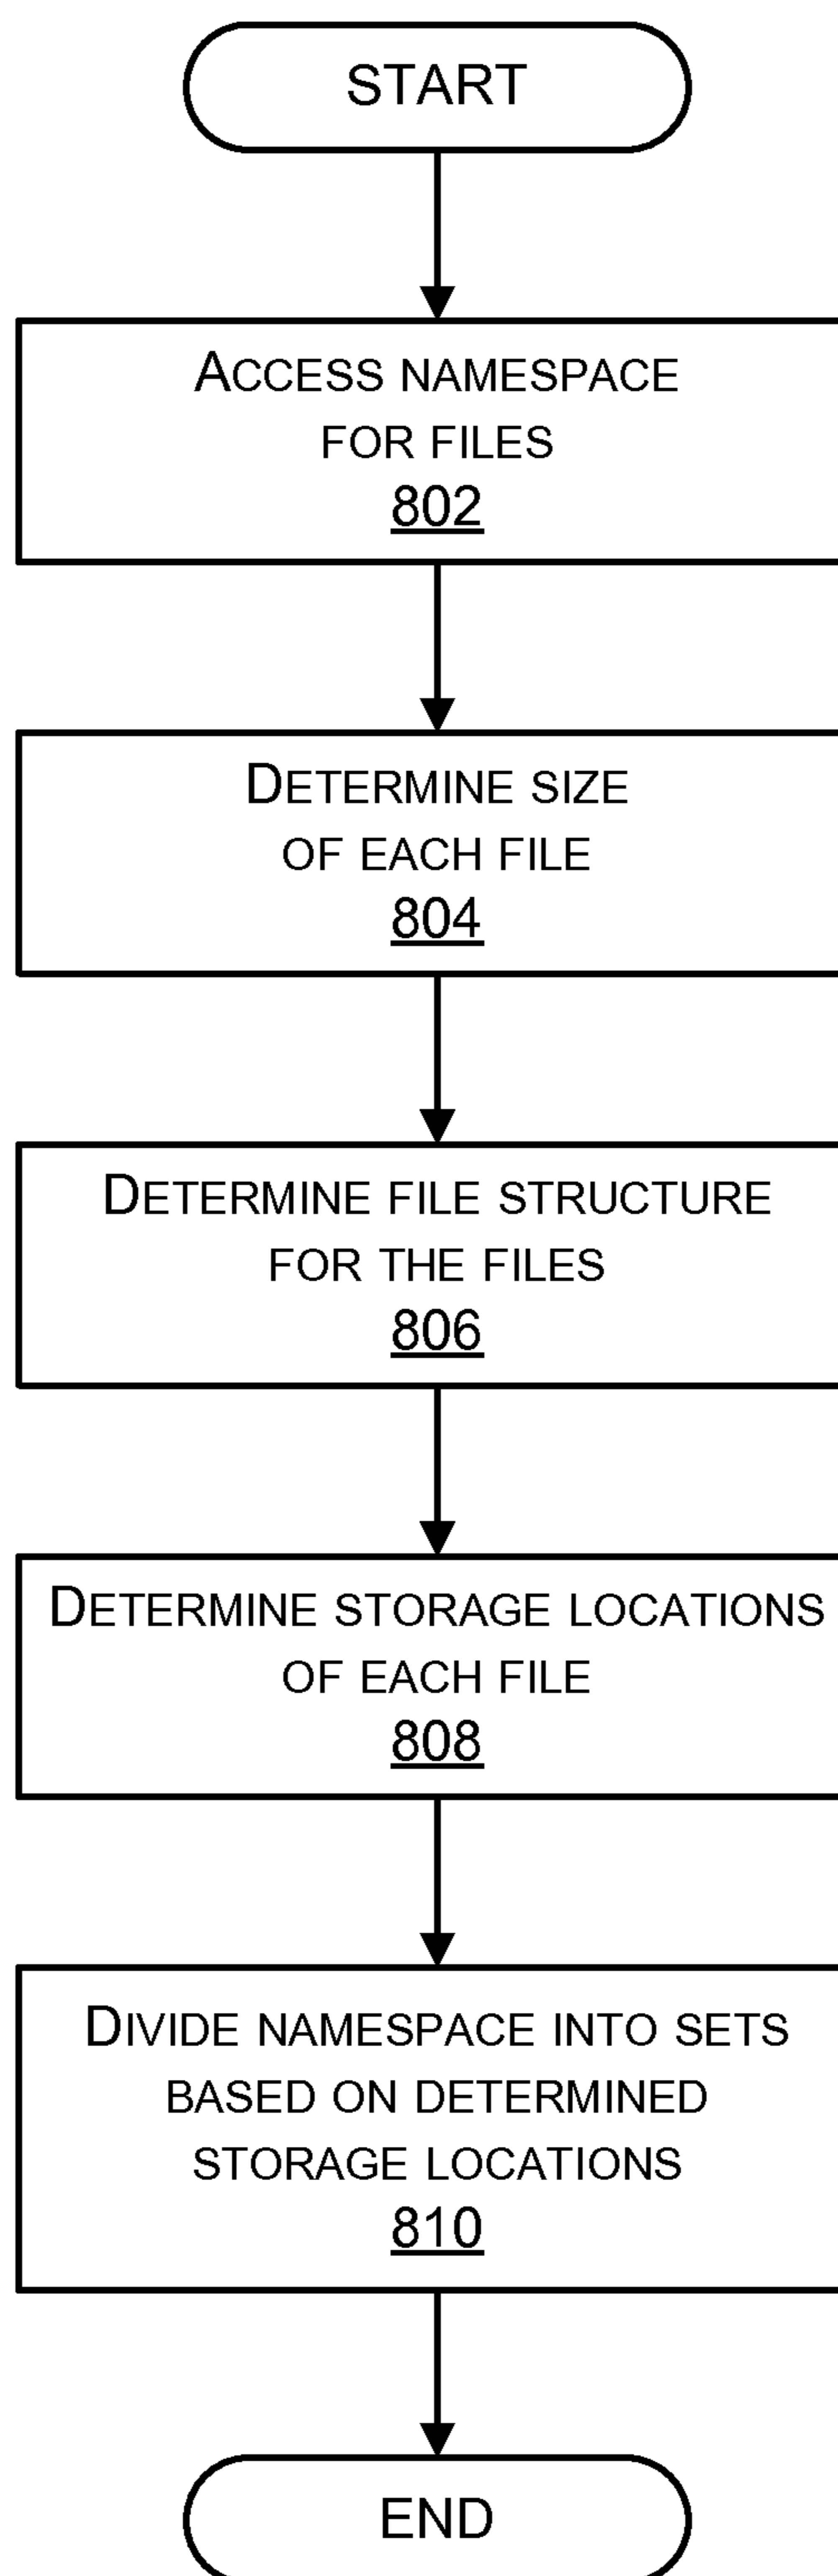 START
ACCESS NAMESPACE
FOR FILES
802
DETERMINE SIZE
OF EACH FILE
804
DETERMINE FILE STRUCTURE
FOR THE FILES
806
DETERMINE STORAGE LOCATIONS
OF EACH FILE
808
DIVIDE NAMESPACE INTO SETS
BASED ON DETERMINED
STORAGE LOCATIONS
810
END